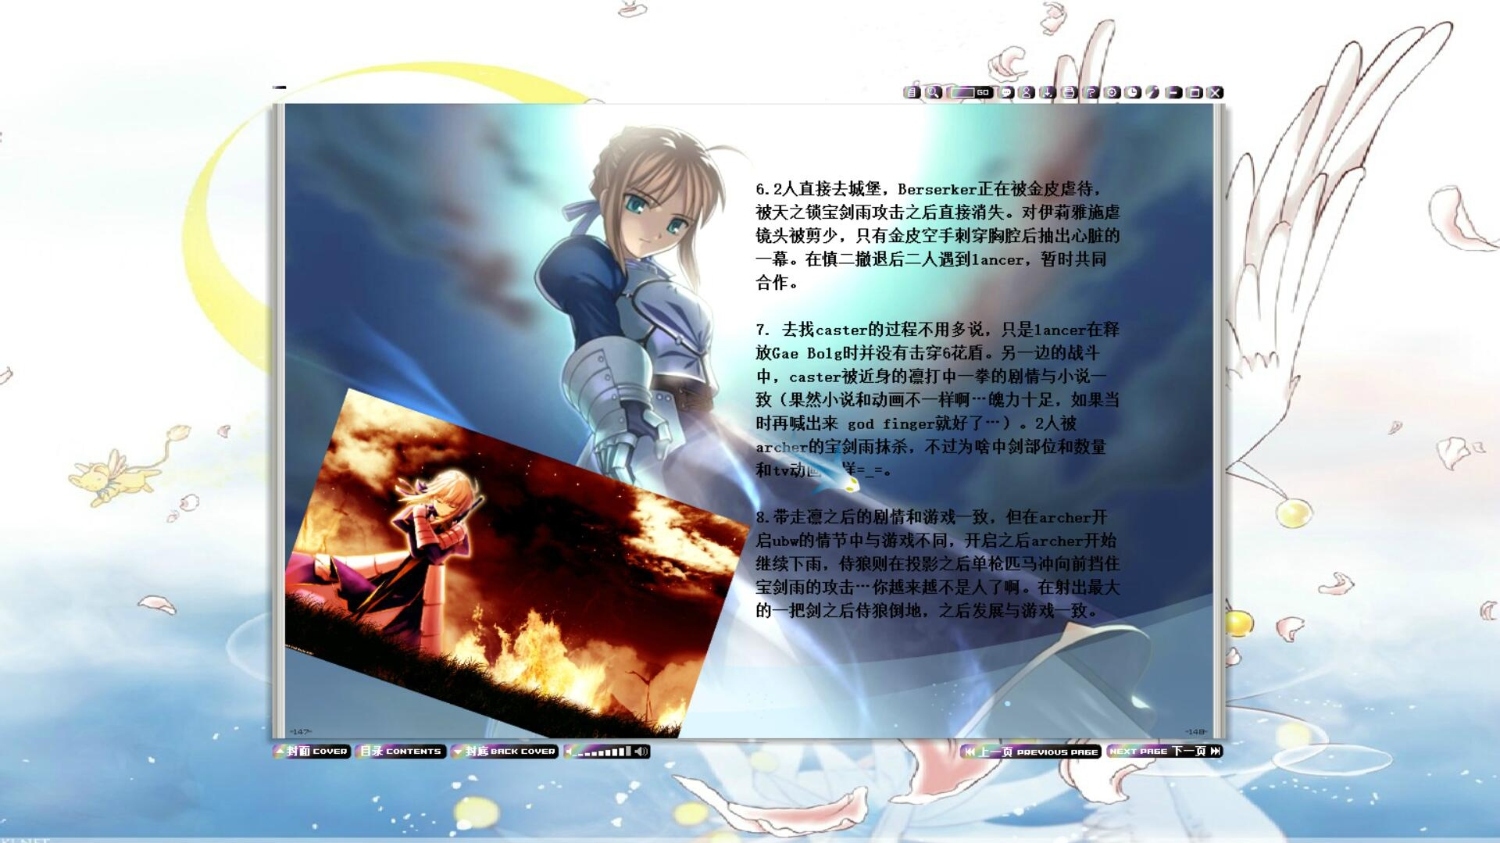 GO
6.2人直接去城堡，Berserker正在被金皮虐待，
被天之锁宝剑雨攻击之后直接消失。对伊莉雅施虐
镜头被剪少，只有金皮空手刺穿胸腔后抽出心脏的
一幕。在慎二撤退后二人遇到lancer，暂时共同
合作。
7. 去找caster的过程不用多说，只是lancer在释
放Gae Bolg时并没有击穿6花盾。另一边的战斗
中，caster被近身的凛打中一拳的剧情与小说一
致（果然小说和动画不一样啊…魄力十足，如果当
时再喊出来 god finger就好了…）。2人被
archer的宝剑雨抹杀，不过为啥中剑部位和数量
和tv动画 样=_=。
8.带走凛之后的剧情和游戏一致，但在archer开
启ubw的情节中与游戏不同，开启之后archer开始
继续下雨，侍狼则在投影之后单枪匹马冲向前挡住
宝剑雨的攻击…你越来越不是人了啊。在射出最大
的一把剑之后侍狼倒地，之后发展与游戏一致。
-147-
-148-
封面 COVER
目录 CONTENTS
封底 BACK COVER
上一页 PREVIOUS PAGE
NEXT PAGE 下一页